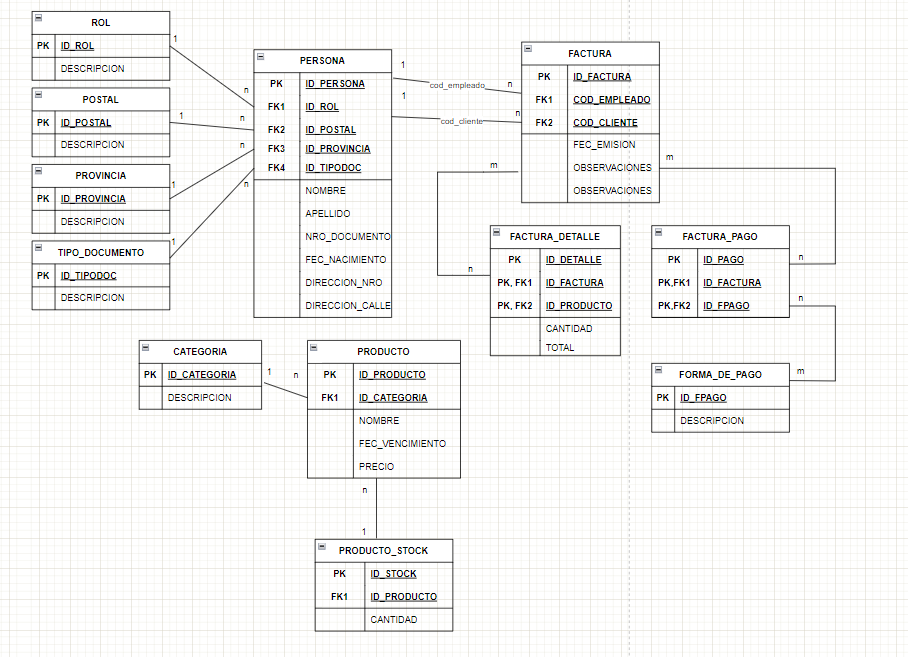 ROL
PK ID_ROL
DESCRIPCION
POSTAL
PK ID_POSTAL
DESCRIPCION
PROVINCIA
PK ID_PROVINCIA
DESCRIPCION
TIPO_DOCUMENTO
PK ID_TIPODOC
DESCRIPCION
1
1
1
1
n
n
n
n
PERSONA
PK ID_PERSONA
FK1 ID_ROL
FK2 ID_POSTAL
FK3 ID_PROVINCIA
FK4 ID_TIPODOC
NOMBRE
APELLIDO
NRO_DOCUMENTO
FEC_NACIMIENTO
DIRECCION_NRO
DIRECCION_CALLE
1
cod_empleado
n
1
cod_cliente
n
FACTURA
PK ID_FACTURA
FK1 COD_EMPLEADO
FK2 COD_CLIENTE
FEC_EMISION
OBSERVACIONES
OBSERVACIONES
m
n
m
n
FACTURA_DETALLE
PK ID_DETALLE
PK, FK1 ID_FACTURA
PK, FK2 ID_PRODUCTO
CANTIDAD
TOTAL
FACTURA_PAGO
PK ID_PAGO
PK,FK1 ID_FACTURA
PK,FK2 ID_FPAGO
n
m
FORMA_DE_PAGO
PK ID_FPAGO
DESCRIPCION
CATEGORIA
PK ID_CATEGORIA
DESCRIPCION
1
n
PRODUCTO
PK ID_PRODUCTO
FK1 ID_CATEGORIA
NOMBRE
FEC_VENCIMIENTO
PRECIO
n
1
PRODUCTO_STOCK
PK ID_STOCK
FK1 ID_PRODUCTO
CANTIDAD